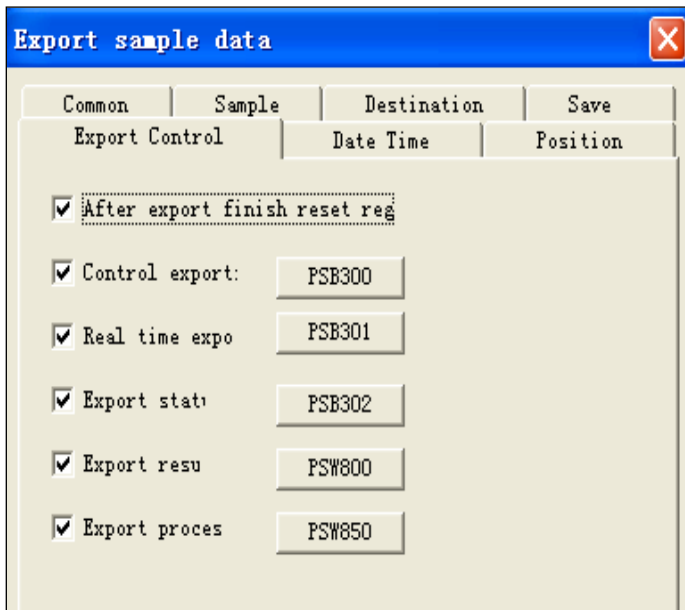 Export sample data
Common Sample Destination Save
Export Control Date Time Position
After export finish reset reg
Control export: PSB300
Real time expo PSB301
Export statu PSB302
Export resu PSW800
Export proces PSW850